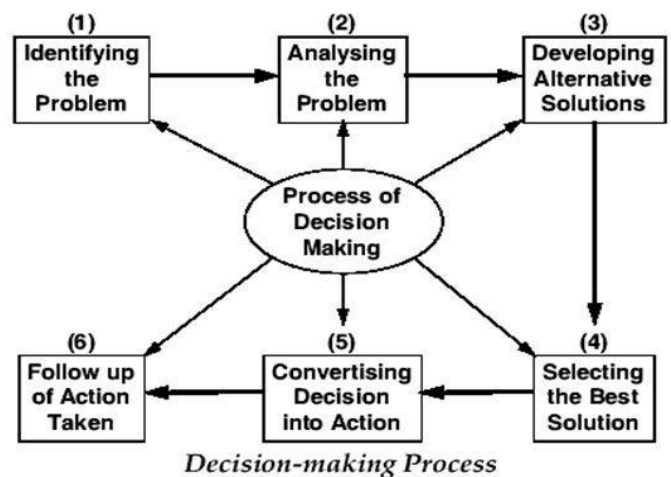 (1)
Identifying
the
Problem
(2)
Analysing
the
Problem
(3)
Developing
Alternative
Solutions
Process of
Decision
Making
(6)
Follow up
of Action
Taken
(5)
Convertising
Decision
into Action
(4)
Selecting
the Best
Solution
Decision-making Process